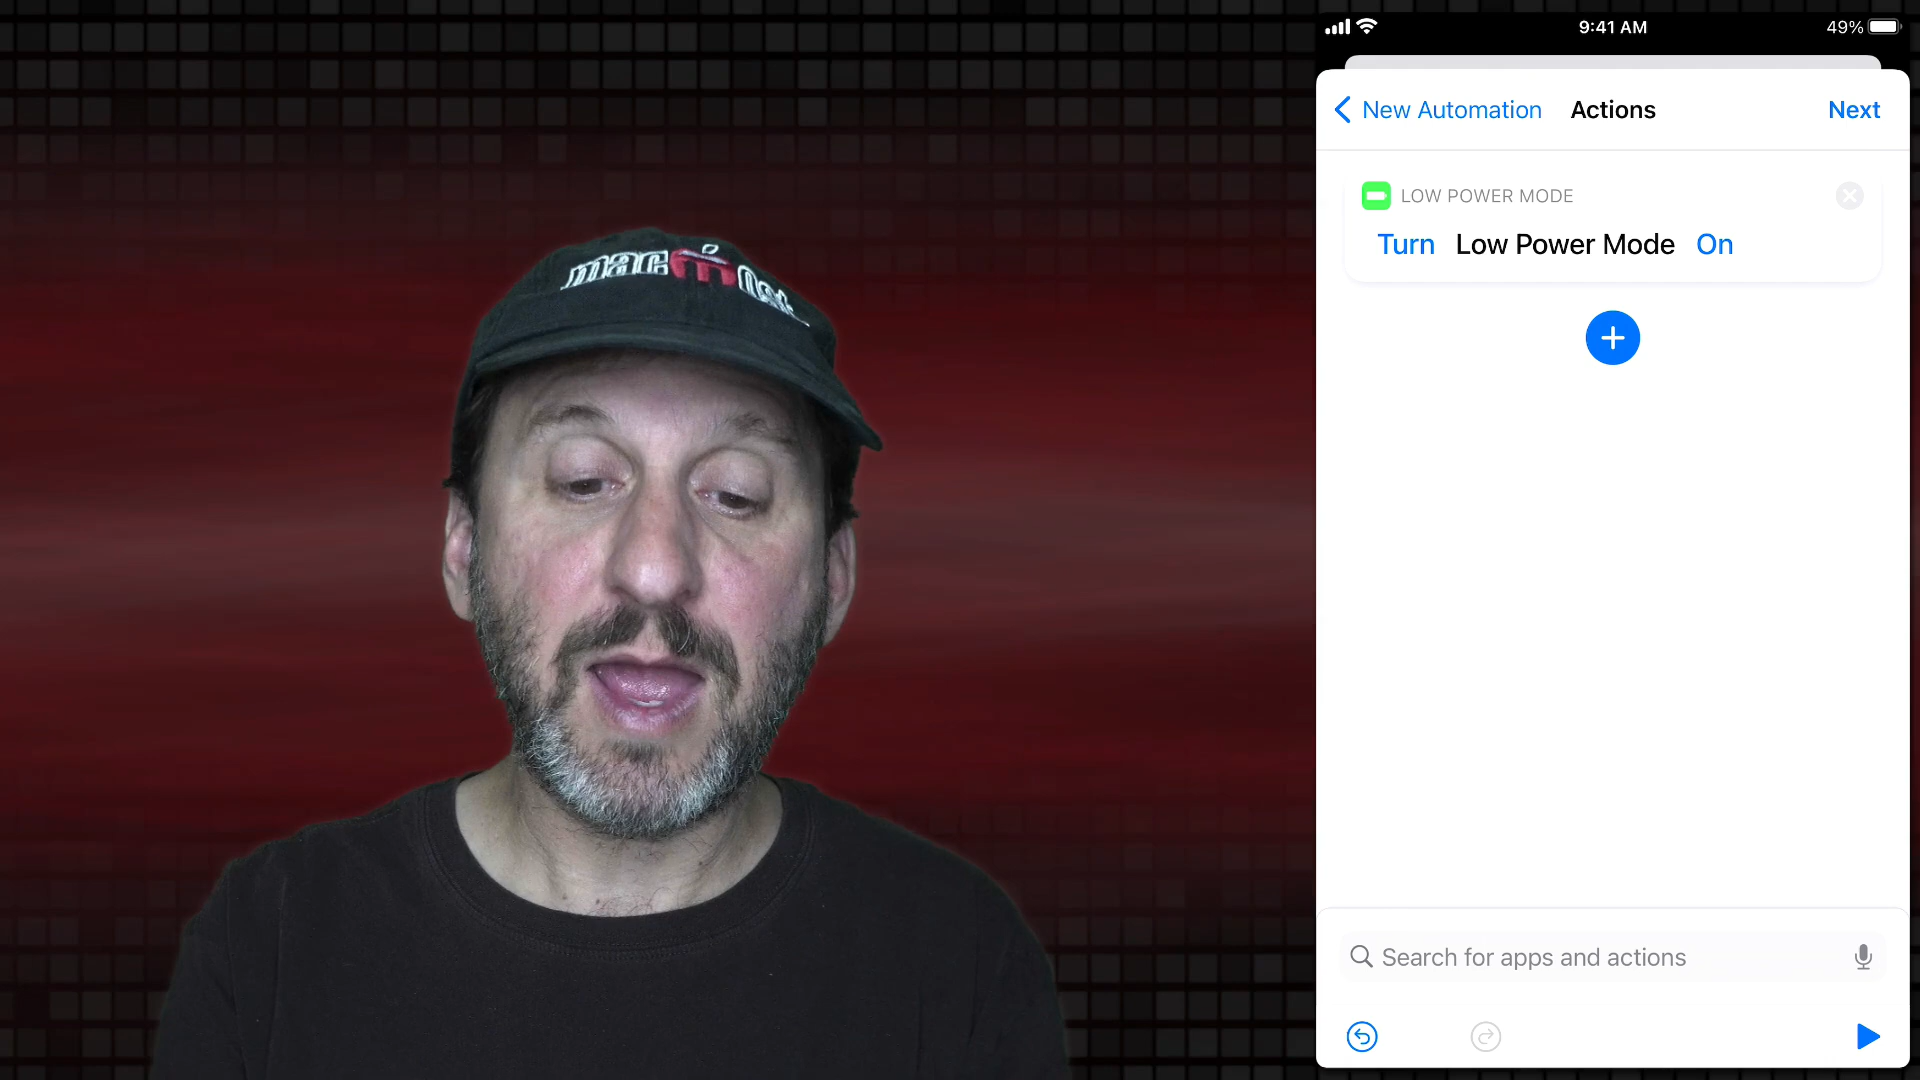 macmost
9:41 AM
49%
New Automation
Actions
Next
LOW POWER MODE
Turn Low Power Mode On
Search for apps and actions